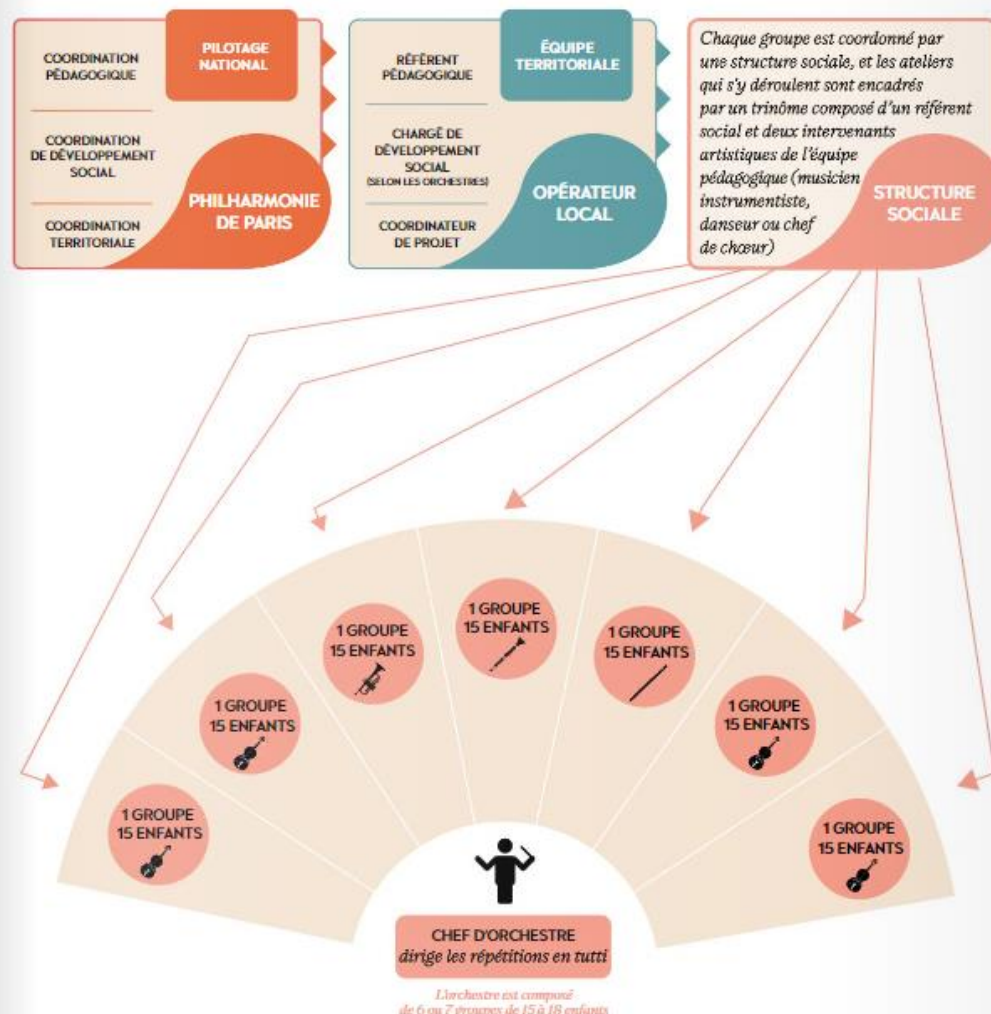 COORDINATION
PÉDAGOGIQUE
COORDINATION
DE DÉVELOPPEMENT
SOCIAL
COORDINATION
TERRITORIALE
PILOTAGE
NATIONAL
PHILHARMONIE
DE PARIS
RÉFÉRENT
PÉDAGOGIQUE
CHARGÉ DE
DÉVELOPPEMENT
SOCIAL
(SELON LES ORCHESTRES)
COORDINATEUR
DE PROJET
ÉQUIPE
TERRITORIALE
OPÉRATEUR
LOCAL
Chaque groupe est coordonné par
une structure sociale, et les ateliers
qui s'y déroulent sont encadrés
par un trinôme composé d'un référent
social et deux intervenants
artistiques de l'équipe
pédagogique (musicien
instrumentiste,
danseur ou chef
de chœur)
STRUCTURE
SOCIALE
1 GROUPE
15 ENFANTS
1 GROUPE
15 ENFANTS
1 GROUPE
15 ENFANTS
1 GROUPE
15 ENFANTS
1 GROUPE
15 ENFANTS
1 GROUPE
15 ENFANTS
1 GROUPE
15 ENFANTS
CHEF D'ORCHESTRE
dirige les répétitions en tutti
L'orchestre est composé
de 6 ou 7 groupes de 15 à 18 enfants